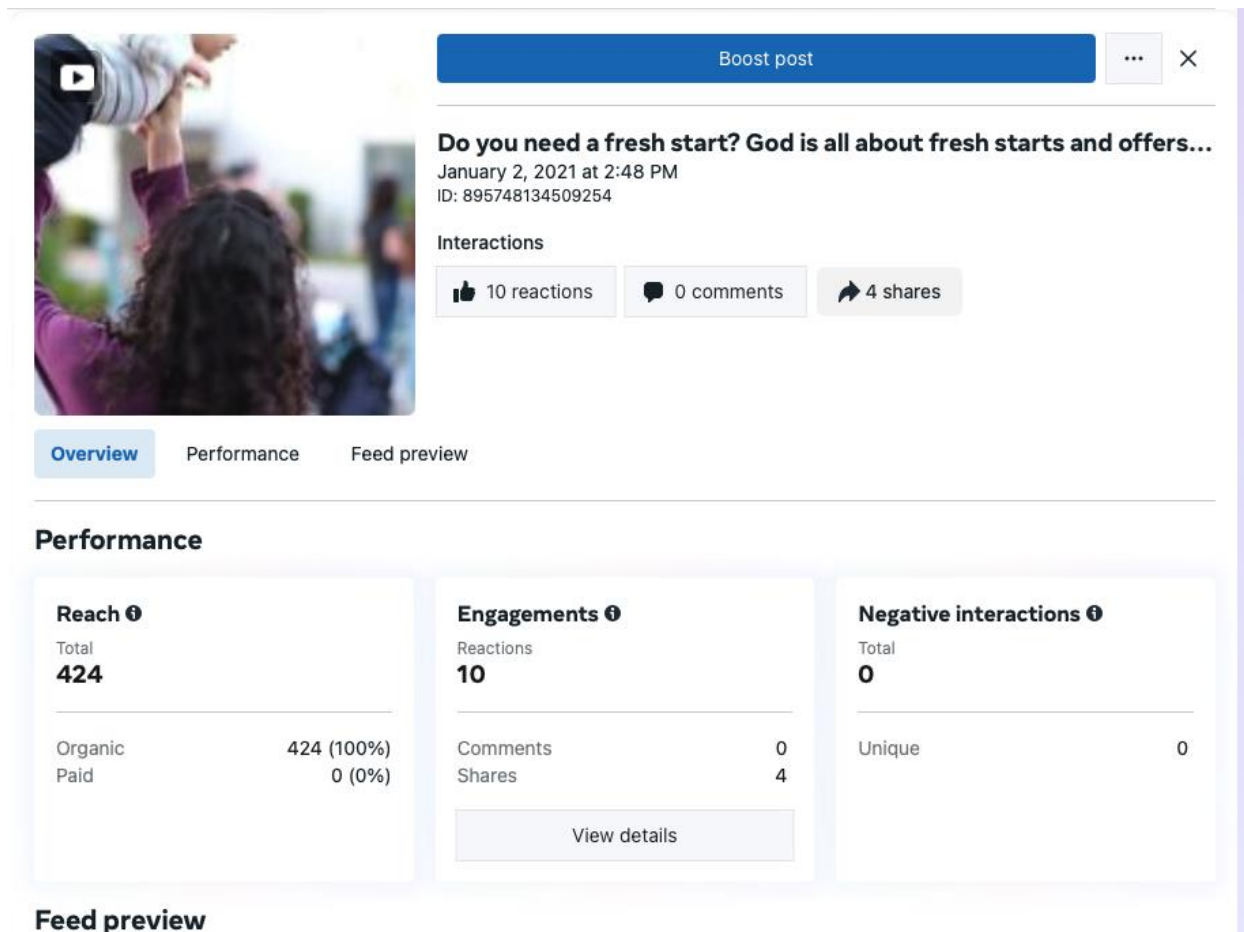 Boost post
Do you need a fresh start? God is all about fresh starts and offers...
January 2, 2021 at 2:48 PM
ID: 895748134509254
Interactions
10 reactions 0 comments 4 shares
Overview Performance Feed preview
Performance
Reach
Total
424
Organic 424 (100%)
Paid 0 (0%)
Engagements
Reactions
10
Comments 0
Shares 4
View details
Negative interactions
Total
0
Unique 0
Feed preview